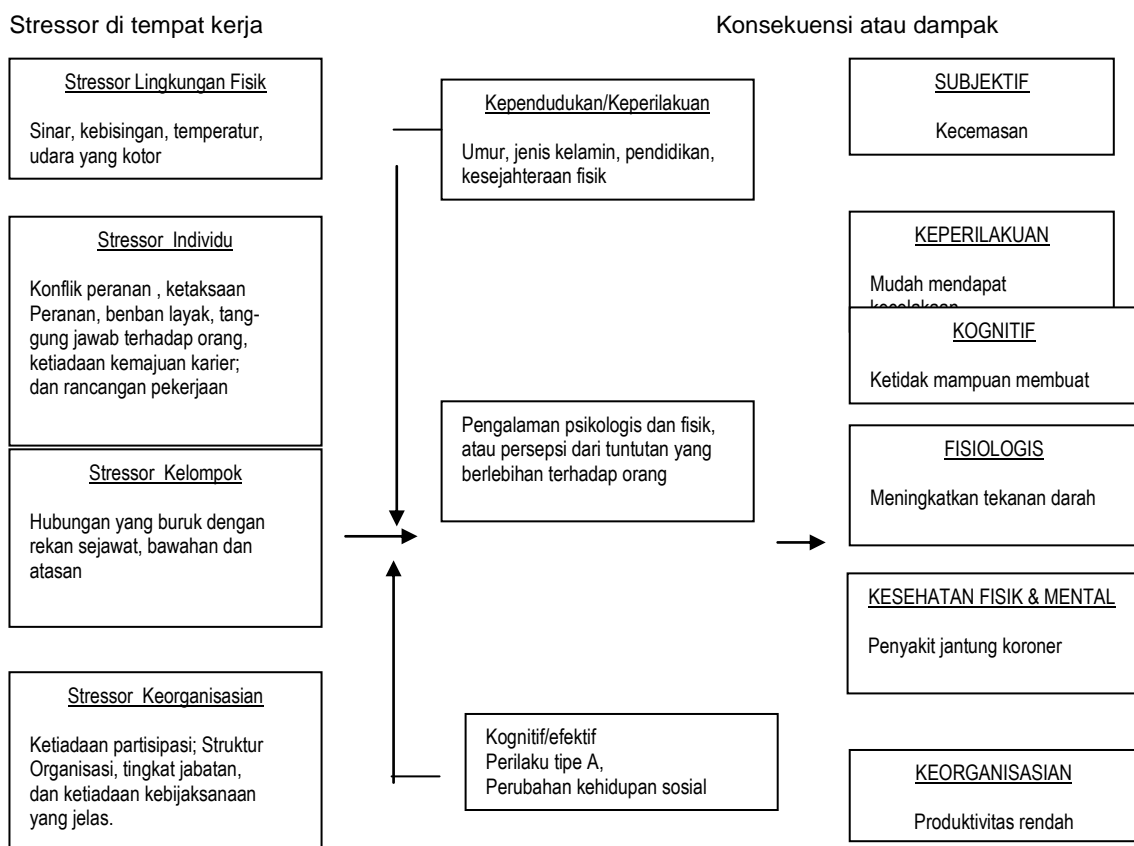 Stressor di tempat kerja
Konsekuensi atau dampak
Stressor Lingkungan Fisik
Sinar, kebisingan, temperatur,
udara yang kotor
Stressor Individu
Konflik peranan , ketaksaan
Peranan, benban layak, tang-
gung jawab terhadap orang,
ketiadaan kemajuan karier;
dan rancangan pekerjaan
Stressor Kelompok
Hubungan yang buruk dengan
rekan sejawat, bawahan dan
atasan
Stressor Keorganisasian
Ketiadaan partisipasi; Struktur
Organisasi, tingkat jabatan,
dan ketiadaan kebijaksanaan
yang jelas.
Kependudukan/Keperilakuan
Umur, jenis kelamin, pendidikan,
kesejahteraan fisik
Pengalaman psikologis dan fisik,
atau persepsi dari tuntutan yang
berlebihan terhadap orang
Kognitif/efektif
Perilaku tipe A,
Perubahan kehidupan sosial
SUBJEKTIF
Kecemasan
KEPERILAKUAN
Mudah mendapat
KOGNITIF
Ketidak mampuan membuat
FISIOLOGIS
Meningkatkan tekanan darah
KESEHATAN FISIK & MENTAL
Penyakit jantung koroner
KEORGANISASIAN
Produktivitas rendah